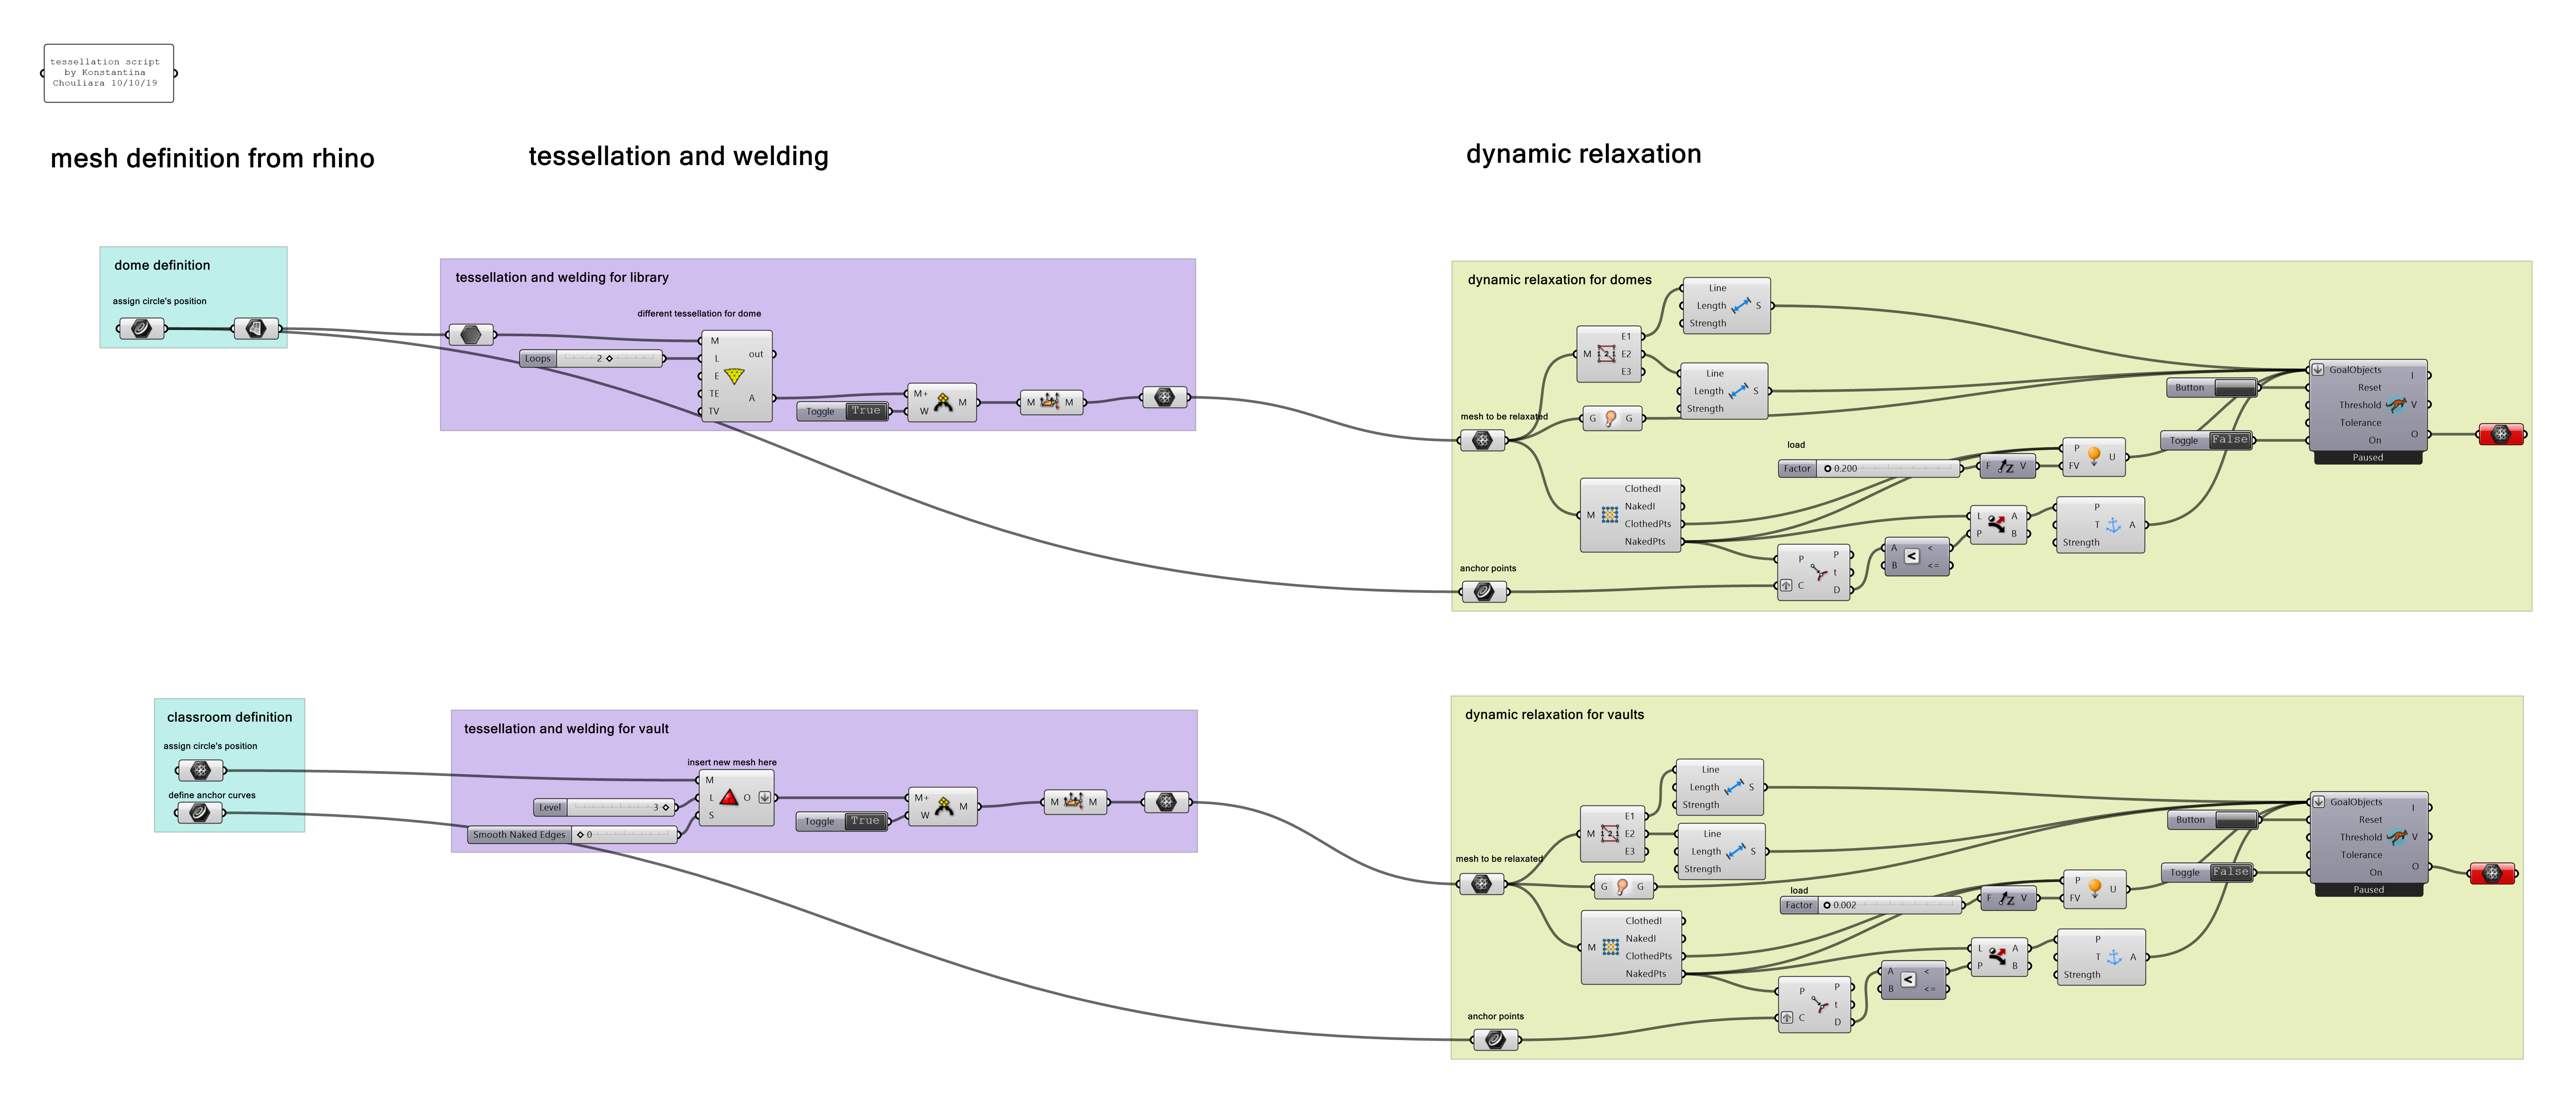 tessellation script
by Konstantina
Chouliara 10/10/19
mesh definition from rhino
tessellation and welding
dynamic relaxation
dome definition
assign circle's position
tessellation and welding for library
different tessellation for dome
Loops 2
M
L
E
TE
TV
out
A
Toggle True
M+
W
M
M M
dynamic relaxation for domes
mesh to be relaxated
M
E1
E2
E3
Line
Length
Strength
S
Line
Length
Strength
S
G G
M
ClothedI
NakedI
ClothedPts
NakedPts
load
Factor 0.200
F V
P
FV
U
anchor points
P
C
P
t
D
A
B
<
<=
L
P
A
B
P
T
Strength
A
Button
Toggle False
GoalObjects
Reset
Threshold
Tolerance
On
I
V
O
Paused
classroom definition
assign circle's position
define anchor curves
tessellation and welding for vault
insert new mesh here
Level 3
Smooth Naked Edges 0
M
L
S
O
Toggle True
M+
W
M
M M
dynamic relaxation for vaults
mesh to be relaxated
M
E1
E2
E3
Line
Length
Strength
S
Line
Length
Strength
S
G G
M
ClothedI
NakedI
ClothedPts
NakedPts
load
Factor 0.002
F V
P
FV
U
anchor points
P
C
P
t
D
A
B
<
<=
L
P
A
B
P
T
Strength
A
Button
Toggle False
GoalObjects
Reset
Threshold
Tolerance
On
I
V
O
Paused